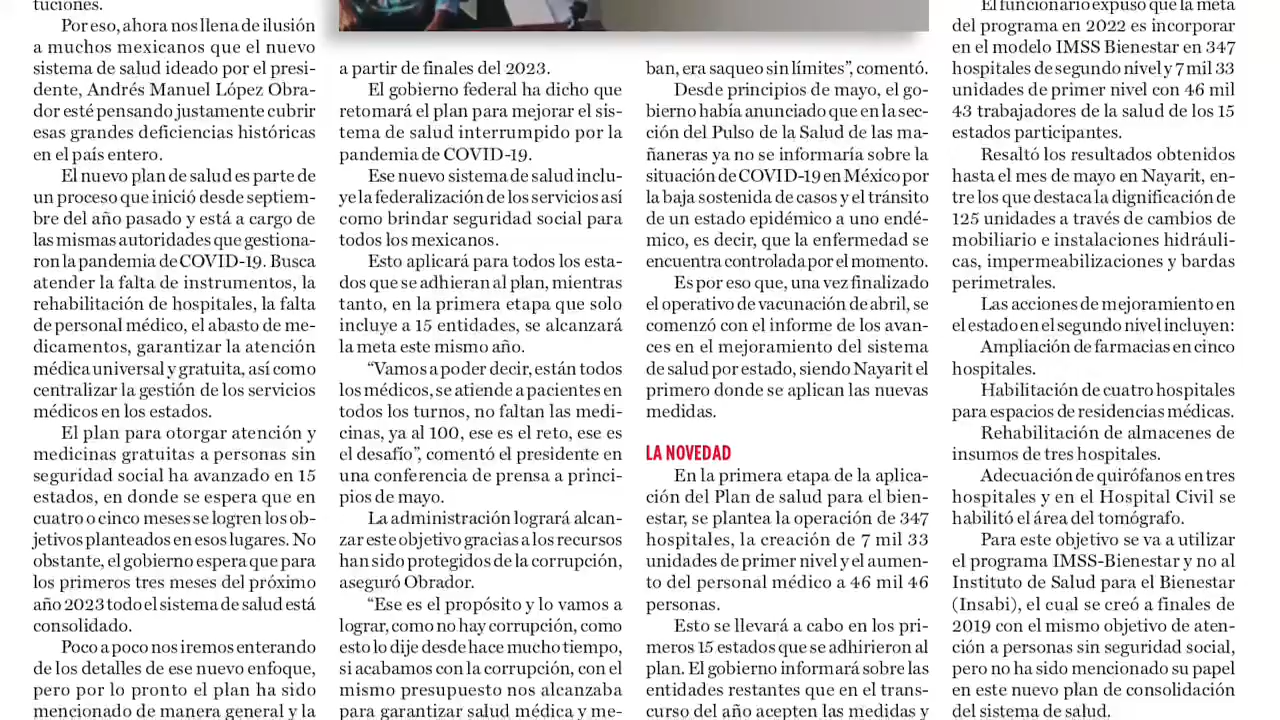 tuciones.
Por eso, ahora nos llena de ilusión
a muchos mexicanos que el nuevo
sistema de salud ideado por el presi-
dente, Andrés Manuel López Obra-
dor esté pensando justamente cubrir
esas grandes deficiencias históricas
en el país entero.
El nuevo plan de salud es parte de
un proceso que inició desde septiem-
bre del año pasado y está a cargo de
las mismas autoridades que gestiona-
ron la pandemia de COVID-19. Busca
atender la falta de instrumentos, la
rehabilitación de hospitales, la falta
de personal médico, el abasto de me-
dicamentos, garantizar la atención
médica universal y gratuita, así como
centralizar la gestión de los servicios
médicos en los estados.
El plan para otorgar atención y
medicinas gratuitas a personas sin
seguridad social ha avanzado en 15
estados, en donde se espera que en
cuatro o cinco meses se logren los ob-
jetivos planteados en esos lugares. No
obstante, el gobierno espera que para
los primeros tres meses del próximo
año 2023 todo el sistema de salud está
consolidado.
Poco a poco nos iremos enterando
de los detalles de ese nuevo enfoque,
pero por lo pronto el plan ha sido
mencionado de manera general y la
a partir de finales del 2023.
El gobierno federal ha dicho que
retomará el plan para mejorar el sis-
tema de salud interrumpido por la
pandemia de COVID-19.
Ese nuevo sistema de salud inclu-
ye la federalización de los servicios así
como brindar seguridad social para
todos los mexicanos.
Esto aplicará para todos los esta-
dos que se adhieran al plan, mientras
tanto, en la primera etapa que solo
incluye a 15 entidades, se alcanzará
la meta este mismo año.
“Vamos a poder decir, están todos
los médicos, se atiende a pacientes en
todos los turnos, no faltan las medi-
cinas, ya al 100, ese es el reto, ese es
el desafío”, comentó el presidente en
una conferencia de prensa a princi-
pios de mayo.
La administración logrará alcan-
zar este objetivo gracias a los recursos
han sido protegidos de la corrupción,
aseguró Obrador.
“Ese es el propósito y lo vamos a
lograr, como no hay corrupción, como
esto lo dije desde hace mucho tiempo,
si acabamos con la corrupción, con el
mismo presupuesto nos alcanzaba
para garantizar salud médica y me-
ban, era saqueo sin límites”, comentó.
Desde principios de mayo, el go-
bierno había anunciado que en la sec-
ción del Pulso de la Salud de las ma-
ñaneras ya no se informaría sobre la
situación de COVID-19 en México por
la baja sostenida de casos y el tránsito
de un estado epidémico a uno endé-
mico, es decir, que la enfermedad se
encuentra controlada por el momento.
Es por eso que, una vez finalizado
el operativo de vacunación de abril, se
comenzó con el informe de los avan-
ces en el mejoramiento del sistema
de salud por estado, siendo Nayarit el
primero donde se aplican las nuevas
medidas.
LA NOVEDAD
En la primera etapa de la aplica-
ción del Plan de salud para el bien-
estar, se plantea la operación de 347
hospitales, la creación de 7 mil 33
unidades de primer nivel y el aumen-
to del personal médico a 46 mil 46
personas.
Esto se llevará a cabo en los pri-
meros 15 estados que se adhirieron al
plan. El gobierno informará sobre las
entidades restantes que en el trans-
curso del año acepten las medidas y
El funcionario expuso que la meta
del programa en 2022 es incorporar
en el modelo IMSS Bienestar en 347
hospitales de segundo nivel y 7 mil 33
unidades de primer nivel con 46 mil
43 trabajadores de la salud de los 15
estados participantes.
Resaltó los resultados obtenidos
hasta el mes de mayo en Nayarit, en-
tre los que destaca la dignificación de
125 unidades a través de cambios de
mobiliario e instalaciones hidráuli-
cas, impermeabilizaciones y bardas
perimetrales.
Las acciones de mejoramiento en
el estado en el segundo nivel incluyen:
Ampliación de farmacias en cinco
hospitales.
Habilitación de cuatro hospitales
para espacios de residencias médicas.
Rehabilitación de almacenes de
insumos de tres hospitales.
Adecuación de quirófanos en tres
hospitales y en el Hospital Civil se
habilitó el área del tomógrafo.
Para este objetivo se va a utilizar
el programa IMSS-Bienestar y no al
Instituto de Salud para el Bienestar
(Insabi), el cual se creó a finales de
2019 con el mismo objetivo de aten-
ción a personas sin seguridad social,
pero no ha sido mencionado su papel
en este nuevo plan de consolidación
del sistema de salud.